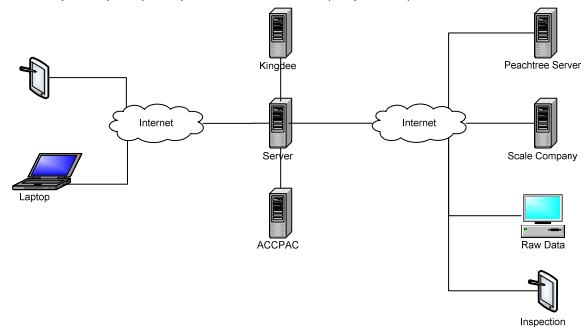 Kingdee
Peachtree Server
Internet
Internet
Server
Scale Company
Laptop
ACCPAC
Raw Data
Inspection